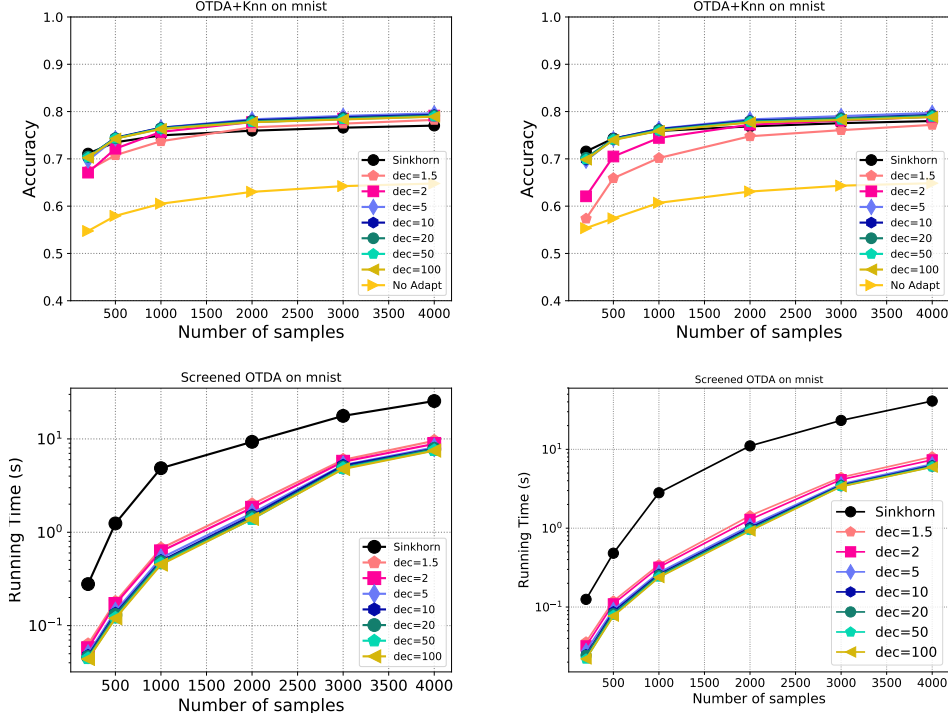 OTDA+Knn on mnist
1.0
0.9
0.8
0.7
0.6
0.5
0.4
Accuracy
500 1000 1500 2000 2500 3000 3500 4000
Number of samples
Sinkhorn
dec=1.5
dec=2
dec=5
dec=10
dec=20
dec=50
dec=100
No Adapt
OTDA+Knn on mnist
1.0
0.9
0.8
0.7
0.6
0.5
0.4
Accuracy
500 1000 1500 2000 2500 3000 3500 4000
Number of samples
Sinkhorn
dec=1.5
dec=2
dec=5
dec=10
dec=20
dec=50
dec=100
No Adapt
Screened OTDA on mnist
10¹
10⁰
10⁻¹
Running Time (s)
500 1000 1500 2000 2500 3000 3500 4000
Number of samples
Sinkhorn
dec=1.5
dec=2
dec=5
dec=10
dec=20
dec=50
dec=100
Screened OTDA on mnist
10¹
10⁰
10⁻¹
Running Time (s)
500 1000 1500 2000 2500 3000 3500 4000
Number of samples
Sinkhorn
dec=1.5
dec=2
dec=5
dec=10
dec=20
dec=50
dec=100